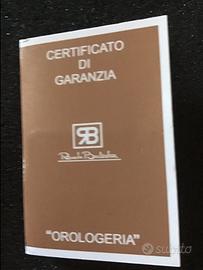 CERTIFICATO
DI
GARANZIA
RB
"OROLOGERIA"
subito